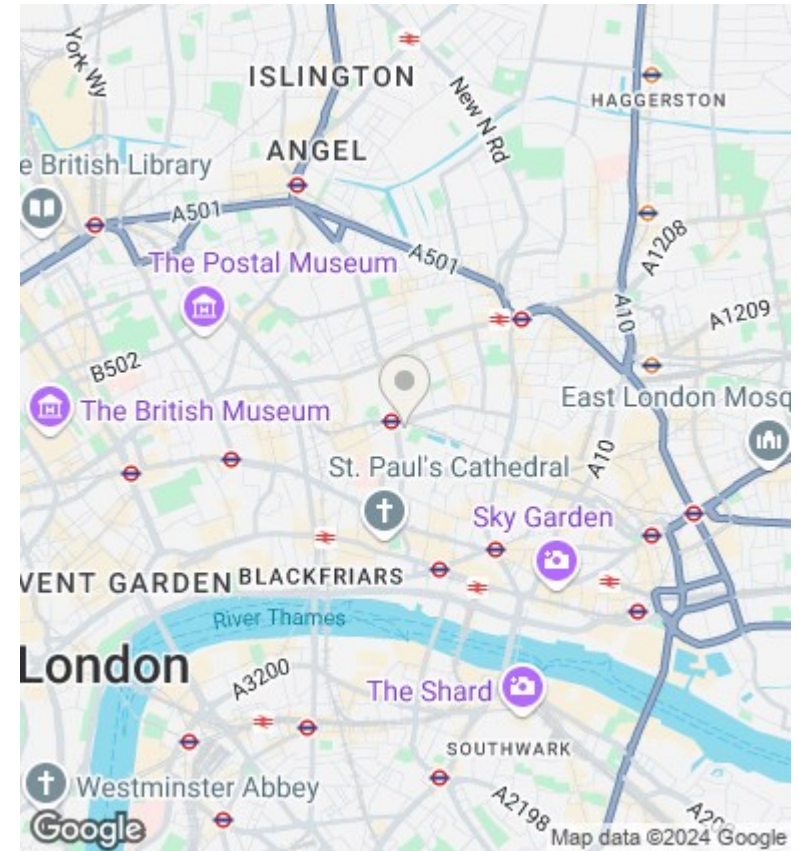 York Wy
ISLINGTON
New N Rd
HAGGERSTON
ANGEL
e British Library
A501
A501
A1208
The Postal Museum
A10
A1209
B502
The British Museum
East London Mosq
A10
St. Paul's Cathedral
Sky Garden
VENT GARDEN
BLACKFRIARS
River Thames
London
A3200
The Shard
SOUTHWARK
Westminster Abbey
A2198
A200
Google
Map data ©2024 Google